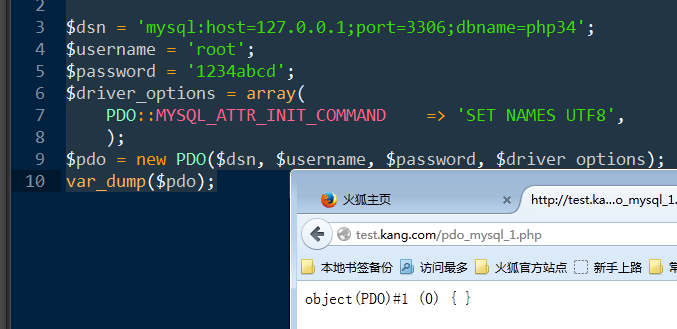 2
3 $dsn = 'mysql:host=127.0.0.1;port=3306;dbname=php34';
4 $username = 'root';
5 $password = '1234abcd';
6 $driver_options = array(
7 PDO::MYSQL_ATTR_INIT_COMMAND => 'SET NAMES UTF8',
8 );
9 $pdo = new PDO($dsn, $username, $password, $driver_options);
10 var_dump($pdo);
火狐主页 × http://test.ka...o_mysql_1.
test.kang.com/pdo_mysql_1.php
本地书签备份 访问最多 火狐官方站点 新手上路 常
object(PDO)#1 (0) { }